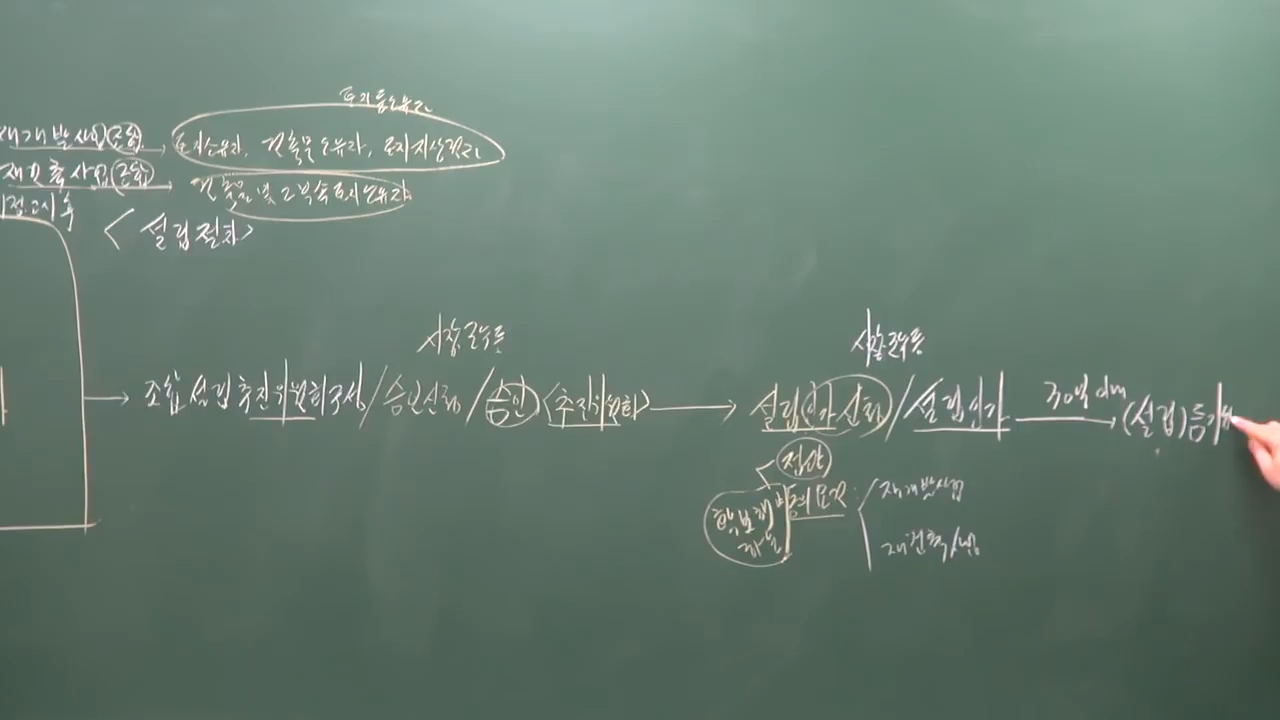 토지등소유자
재개발사업(조합) 토지소유자, 건축물 소유자, 토지지상권자
재건축사업(조합) 건축물 및 그 부속토지소유자
<설립절차>
시장·군수등 시장·군수등
조합 설립 추진위원회구성/승인신청/승인<추진위원회> 설립인가신청/설립인가 30일 (설립)등기
정관
동의요건 재개발사업
재건축사업